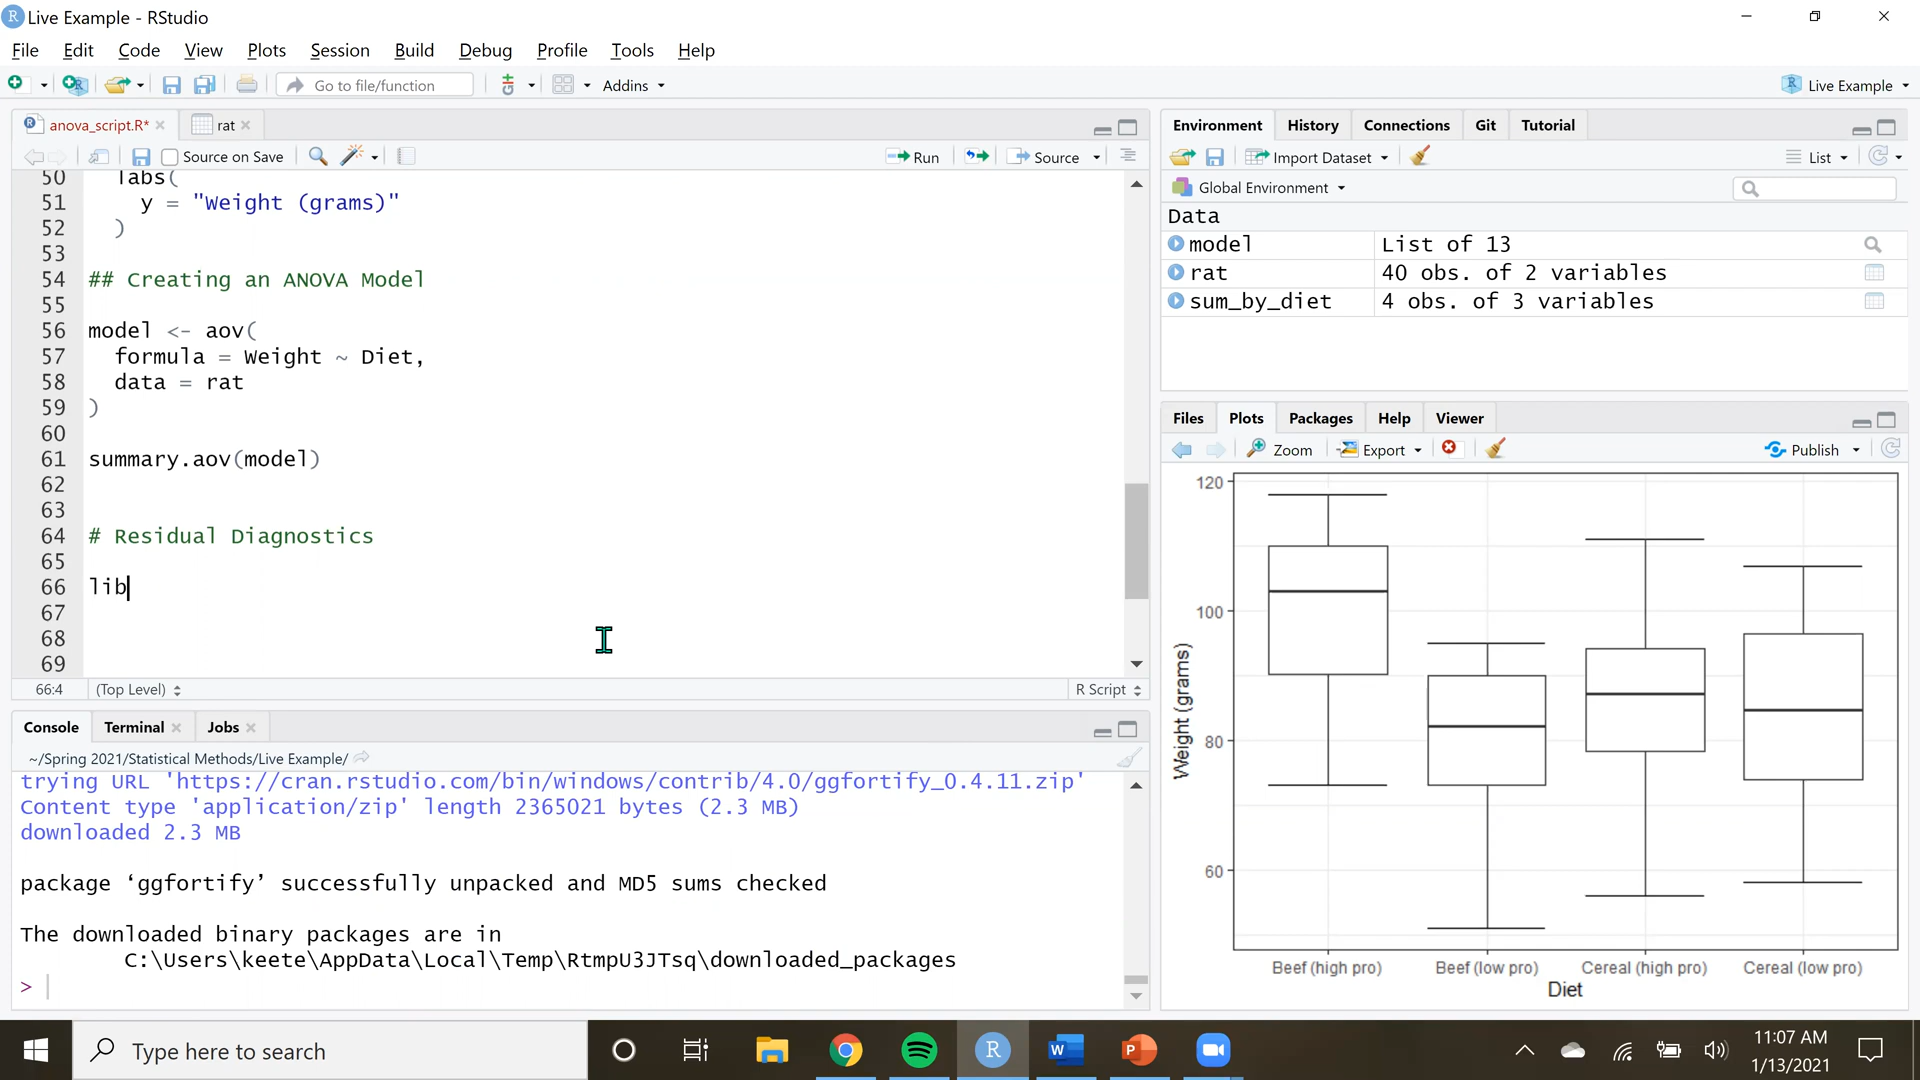 Live Example - RStudio
File Edit Code View Plots Session Build Debug Profile Tools Help
Go to file/function Addins Live Example
anova_script.R* rat
Source on Save Run Source
50 labs(
51 y = "Weight (grams)"
52 )
53
54 ## Creating an ANOVA Model
55
56 model <- aov(
57 formula = Weight ~ Diet,
58 data = rat
59 )
60
61 summary.aov(model)
62
63
64 # Residual Diagnostics
65
66 lib
67
68
69
66:4 (Top Level) R Script
Console Terminal Jobs
~/Spring 2021/Statistical Methods/Live Example/
trying URL 'https://cran.rstudio.com/bin/windows/contrib/4.0/ggfortify_0.4.11.zip'
Content type 'application/zip' length 2365021 bytes (2.3 MB)
downloaded 2.3 MB
package ‘ggfortify’ successfully unpacked and MD5 sums checked
The downloaded binary packages are in
C:\Users\keete\AppData\Local\Temp\RtmpU3JTsq\downloaded_packages
>
Environment History Connections Git Tutorial
Import Dataset List
Global Environment
Data
model List of 13
rat 40 obs. of 2 variables
sum_by_diet 4 obs. of 3 variables
Files Plots Packages Help Viewer
Zoom Export Publish
120
100
80
60
Weight (grams)
Beef (high pro) Beef (low pro) Cereal (high pro) Cereal (low pro)
Diet
Type here to search
11:07 AM
1/13/2021